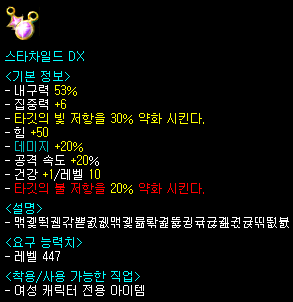 스타차일드 DX
<기본 정보>
- 내구력 53%
- 집중력 +6
- 타깃의 빛 저항을 30% 약화 시킨다.
- 힘 +50
- 데미지 +20%
- 공격 속도 +20%
- 건강 +1/레벨 10
- 타깃의 불 저항을 20% 약화 시킨다.
<설명>
<요구 능력치>
- 레벨 447
<착용/사용 가능한 직업>
- 여성 캐릭터 전용 아이템